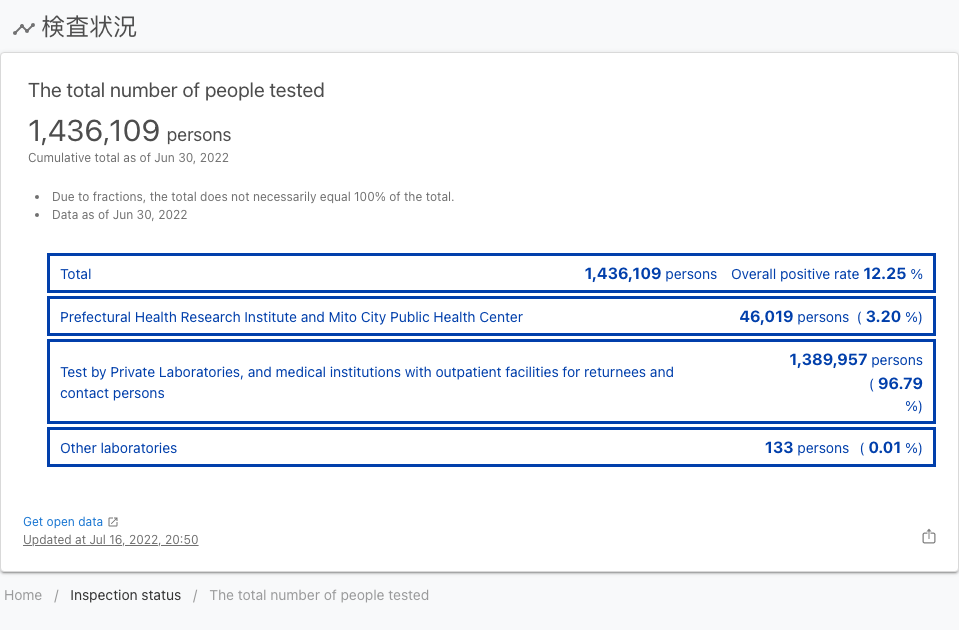 検査状況
The total number of people tested
1,436,109 persons
Cumulative total as of Jun 30, 2022
• Due to fractions, the total does not necessarily equal 100% of the total.
• Data as of Jun 30, 2022
Total 1,436,109 persons Overall positive rate 12.25 %
Prefectural Health Research Institute and Mito City Public Health Center 46,019 persons ( 3.20 %)
Test by Private Laboratories, and medical institutions with outpatient facilities for returnees and
contact persons
1,389,957 persons
( 96.79
%)
Other laboratories 133 persons ( 0.01 %)
Get open data
Updated at Jul 16, 2022, 20:50
Home / Inspection status / The total number of people tested